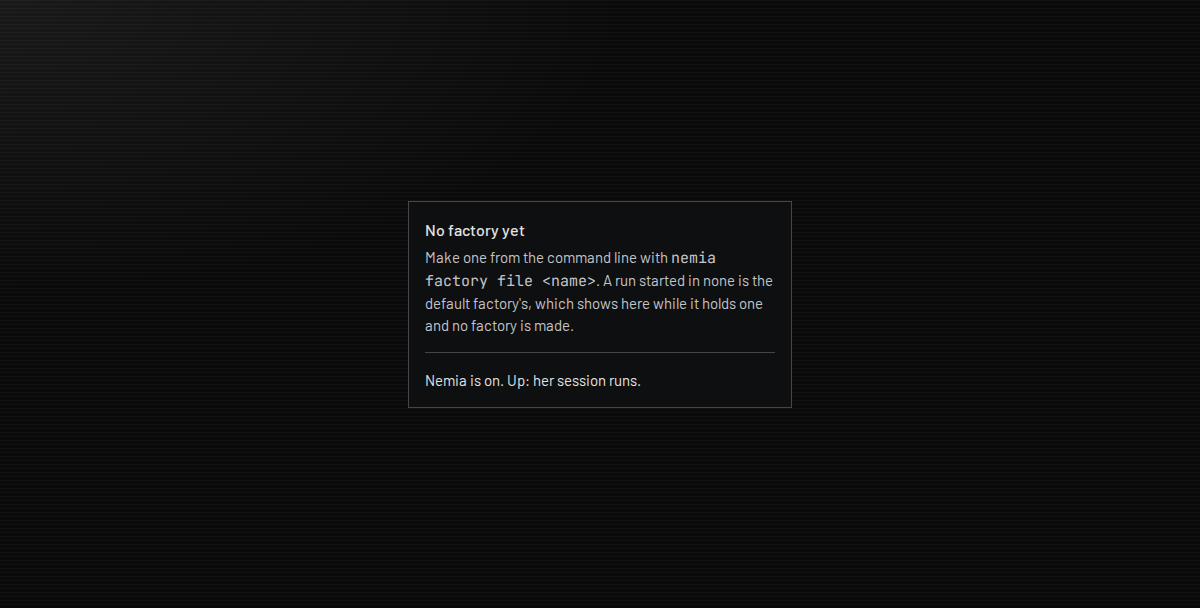 No factory yet
Make one from the command line with nemia
factory file <name>. A run started in none is the
default factory's, which shows here while it holds one
and no factory is made.
Nemia is on. Up: her session runs.